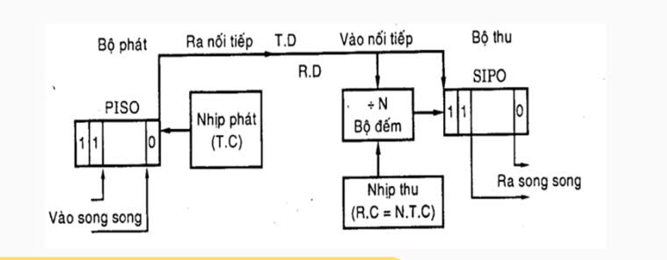 Bộ phát
Ra nối tiếp T.D
Vào nối tiếp
Bộ thu
R.D
SIPO
PISO
1 1 0
Nhịp phát
(T.C)
÷ N
Bộ đếm
1 1 0
Nhịp thu
(R.C = N.T.C)
Vào song song
Ra song song